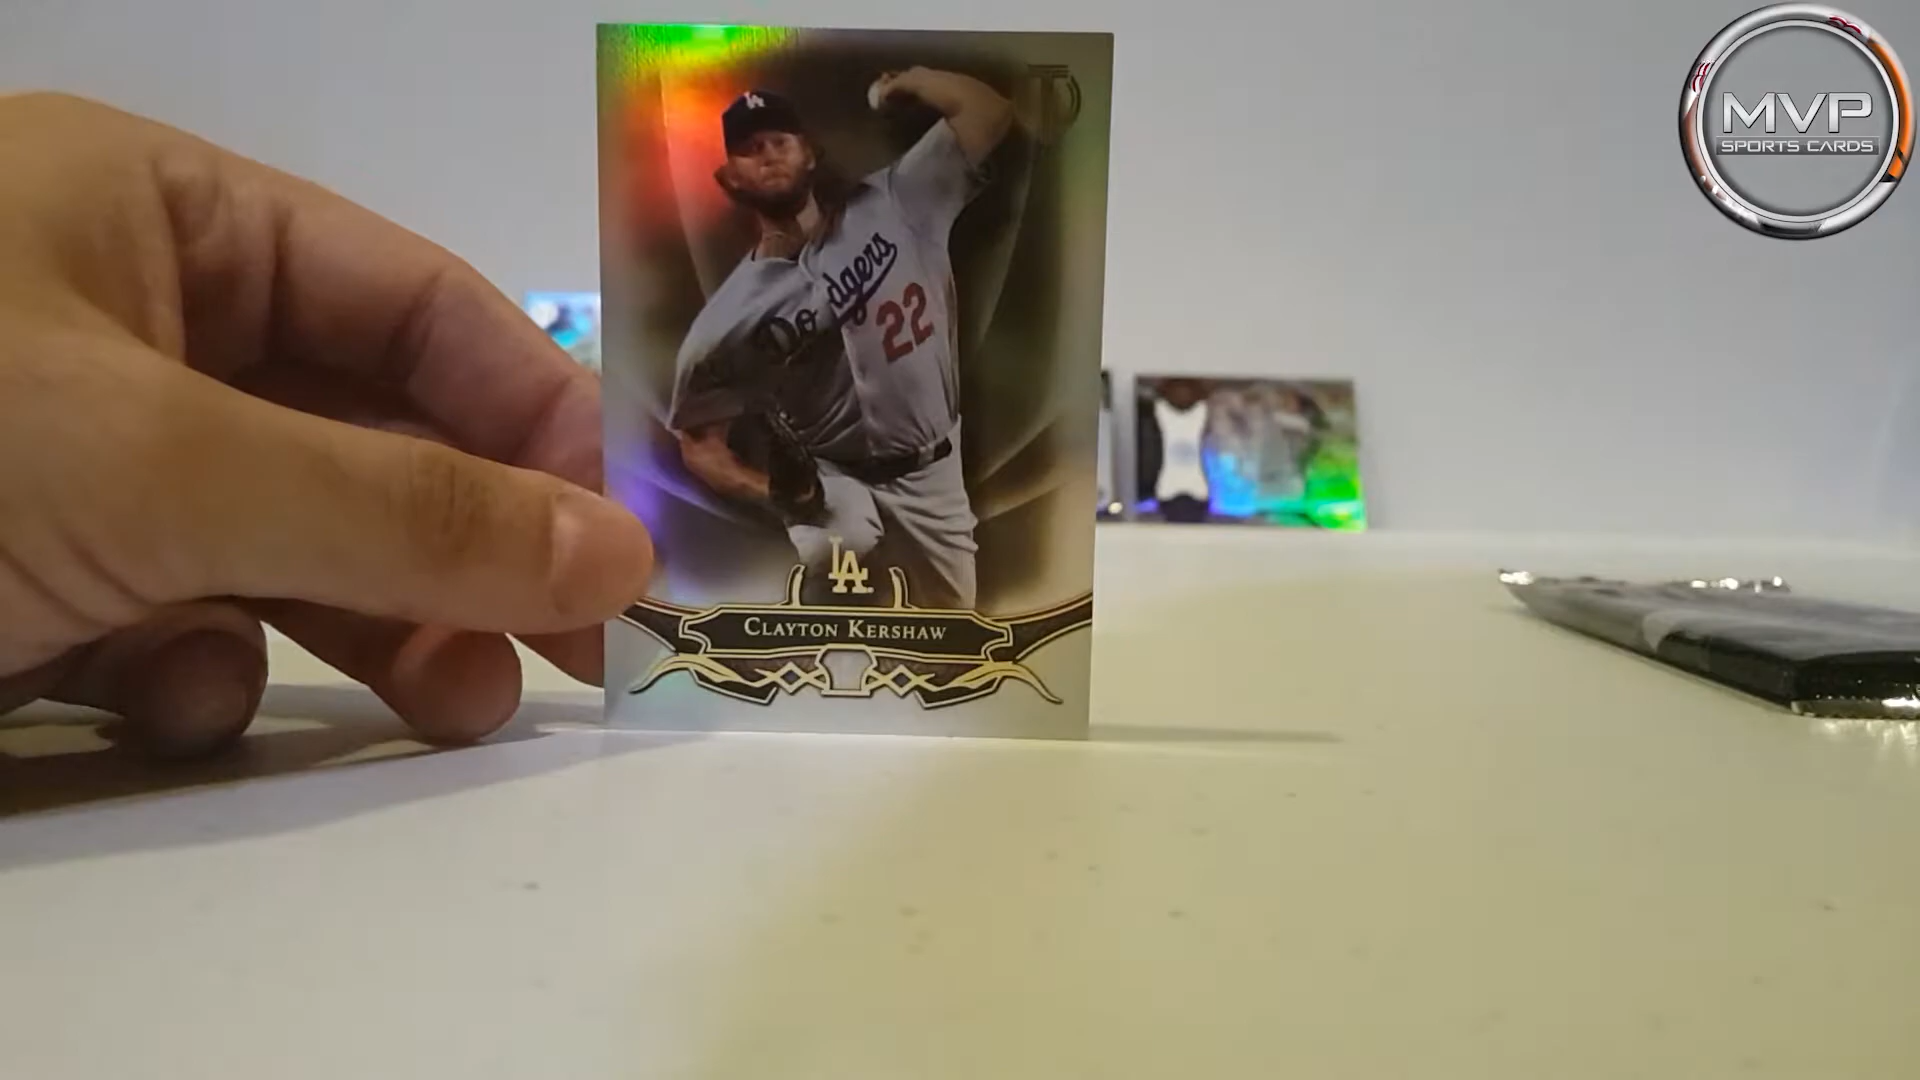 MVP
SPORTS CARDS
LA
Dodgers
22
LA
CLAYTON KERSHAW